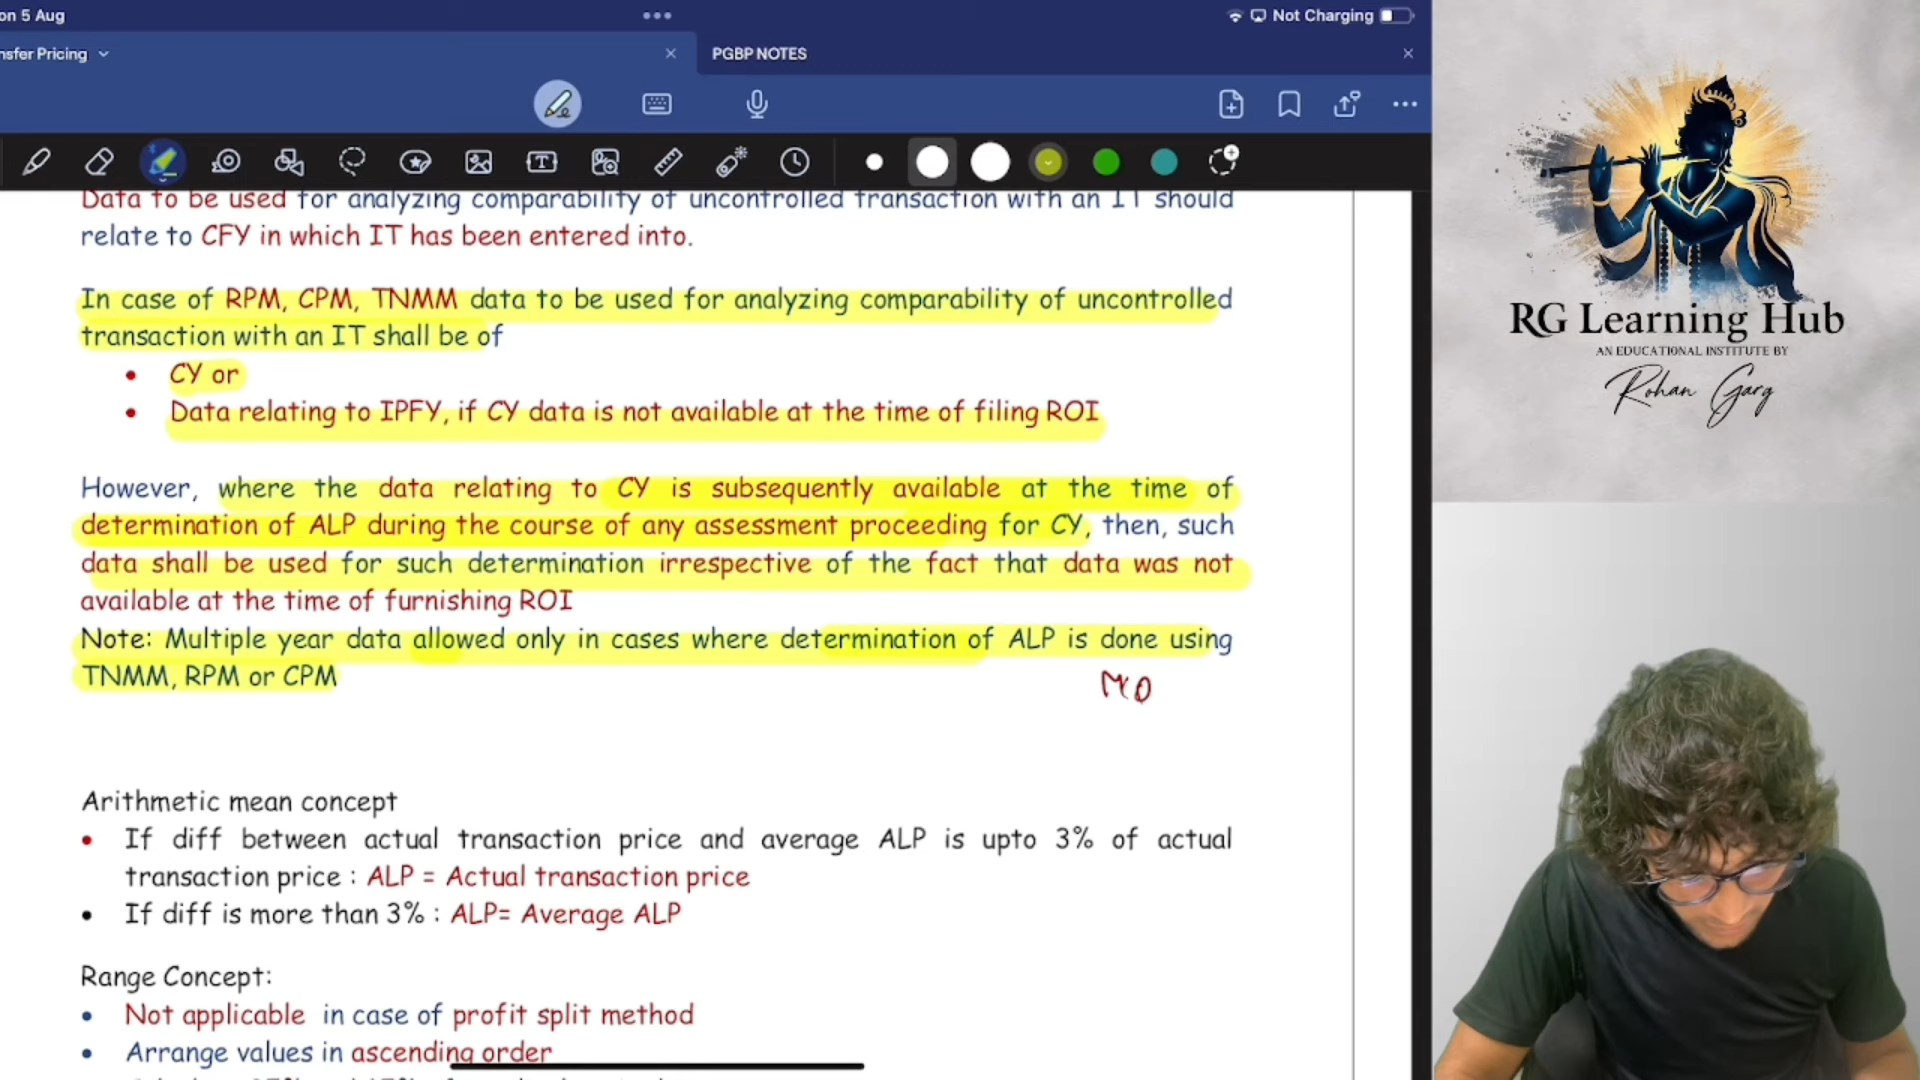 on 5 Aug
Not Charging
nsfer Pricing
PGBP NOTES
Data to be used for analyzing comparability of uncontrolled transaction with an IT should
relate to CFY in which IT has been entered into.
In case of RPM, CPM, TNMM data to be used for analyzing comparability of uncontrolled
transaction with an IT shall be of
• CY or
• Data relating to IPFY, if CY data is not available at the time of filing ROI
However, where the data relating to CY is subsequently available at the time of
determination of ALP during the course of any assessment proceeding for CY, then, such
data shall be used for such determination irrespective of the fact that data was not
available at the time of furnishing ROI
Note: Multiple year data allowed only in cases where determination of ALP is done using
TNMM, RPM or CPM
Arithmetic mean concept
• If diff between actual transaction price and average ALP is upto 3% of actual
transaction price : ALP = Actual transaction price
• If diff is more than 3% : ALP= Average ALP
Range Concept:
• Not applicable in case of profit split method
• Arrange values in ascending order
RG Learning Hub
AN EDUCATIONAL INSTITUTE BY
Rohan Garg